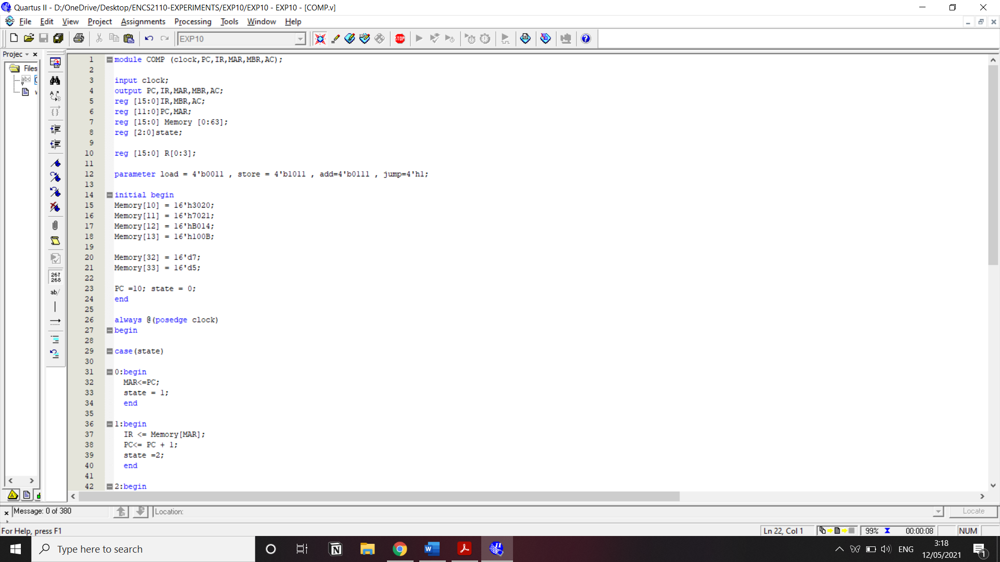 Quartus II - D:/OneDrive/Desktop/ENCS2110-EXPERIMENTS/EXP10/EXP10 - EXP10 - [COMP.v]
File Edit View Project Assignments Processing Tools Window Help
EXP10
STOP
Projec
Files
abc
267
268
ab/
1 module COMP (clock,PC,IR,MAR,MBR,AC);
2
3 input clock;
4 output PC,IR,MAR,MBR,AC;
5 reg [15:0]IR,MBR,AC;
6 reg [11:0]PC,MAR;
7 reg [15:0] Memory [0:63];
8 reg [2:0]state;
9
10 reg [15:0] R[0:3];
11
12 parameter load = 4'b0011 , store = 4'b1011 , add=4'b0111 , jump=4'h1;
13
14 initial begin
15 Memory[10] = 16'h3020;
16 Memory[11] = 16'h7021;
17 Memory[12] = 16'hB014;
18 Memory[13] = 16'h100B;
19
20 Memory[32] = 16'd7;
21 Memory[33] = 16'd5;
22
23 PC =10; state = 0;
24 end
25
26 always @(posedge clock)
27 begin
28
29 case(state)
30
31 0:begin
32 MAR<=PC;
33 state = 1;
34 end
35
36 1:begin
37 IR <= Memory[MAR];
38 PC<= PC + 1;
39 state =2;
40 end
41
42 2:begin
Message: 0 of 380
Location:
Locate
For Help, press F1
Ln 22, Col 1
99%
00:00:08
NUM
Type here to search
ENG
3:18
12/05/2021
1